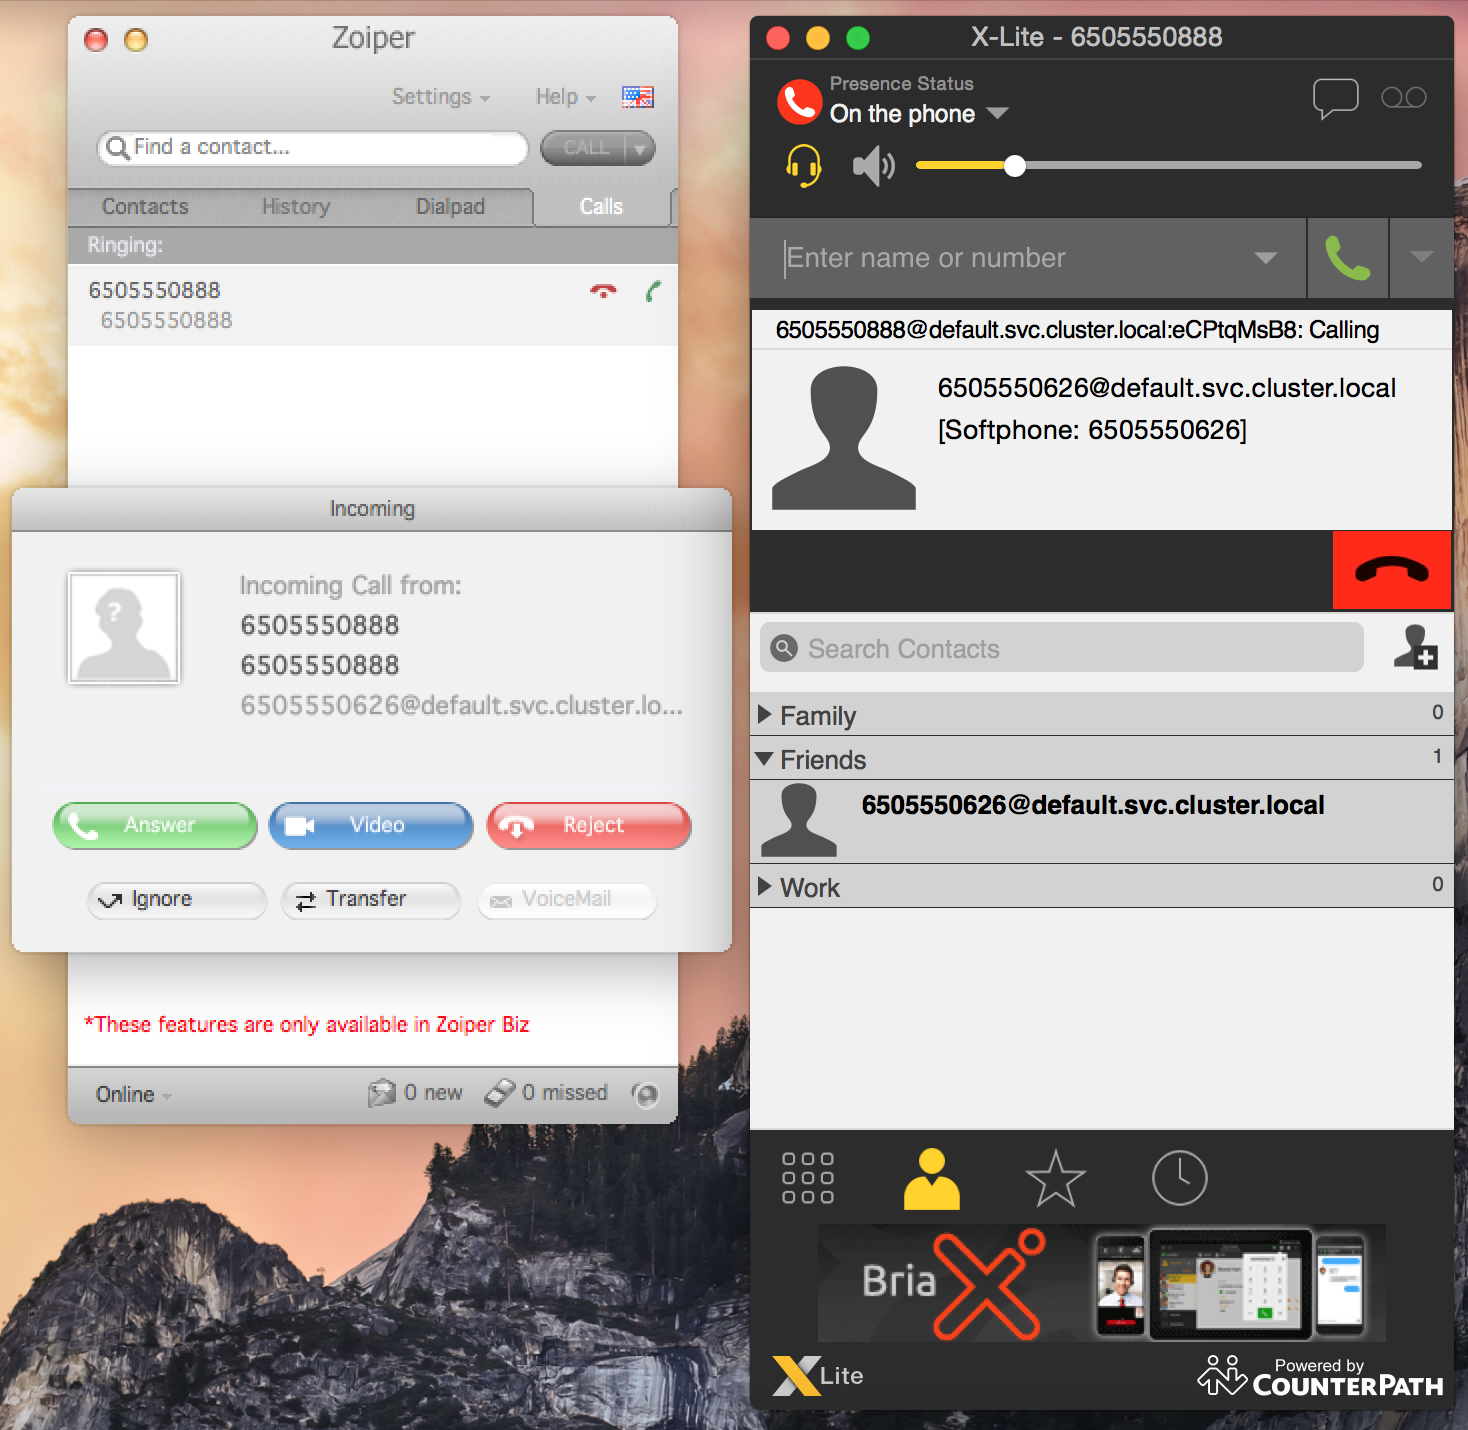 Zoiper
Settings
Help
Find a contact...
CALL
Contacts
History
Dialpad
Calls
Ringing:
6505550888
6505550888
Incoming
?
Incoming Call from:
6505550888
6505550888
6505550626@default.svc.cluster.lo...
Answer
Video
Reject
Ignore
Transfer
VoiceMail
*These features are only available in Zoiper Biz
Online
0 new
0 missed
X-Lite - 6505550888
Presence Status
On the phone
Enter name or number
6505550888@default.svc.cluster.local:eCPtqMsB8: Calling
6505550626@default.svc.cluster.local
[Softphone: 6505550626]
Search Contacts
Family 0
Friends 1
6505550626@default.svc.cluster.local
Work 0
Bria
X Lite
Powered by
COUNTERPATH